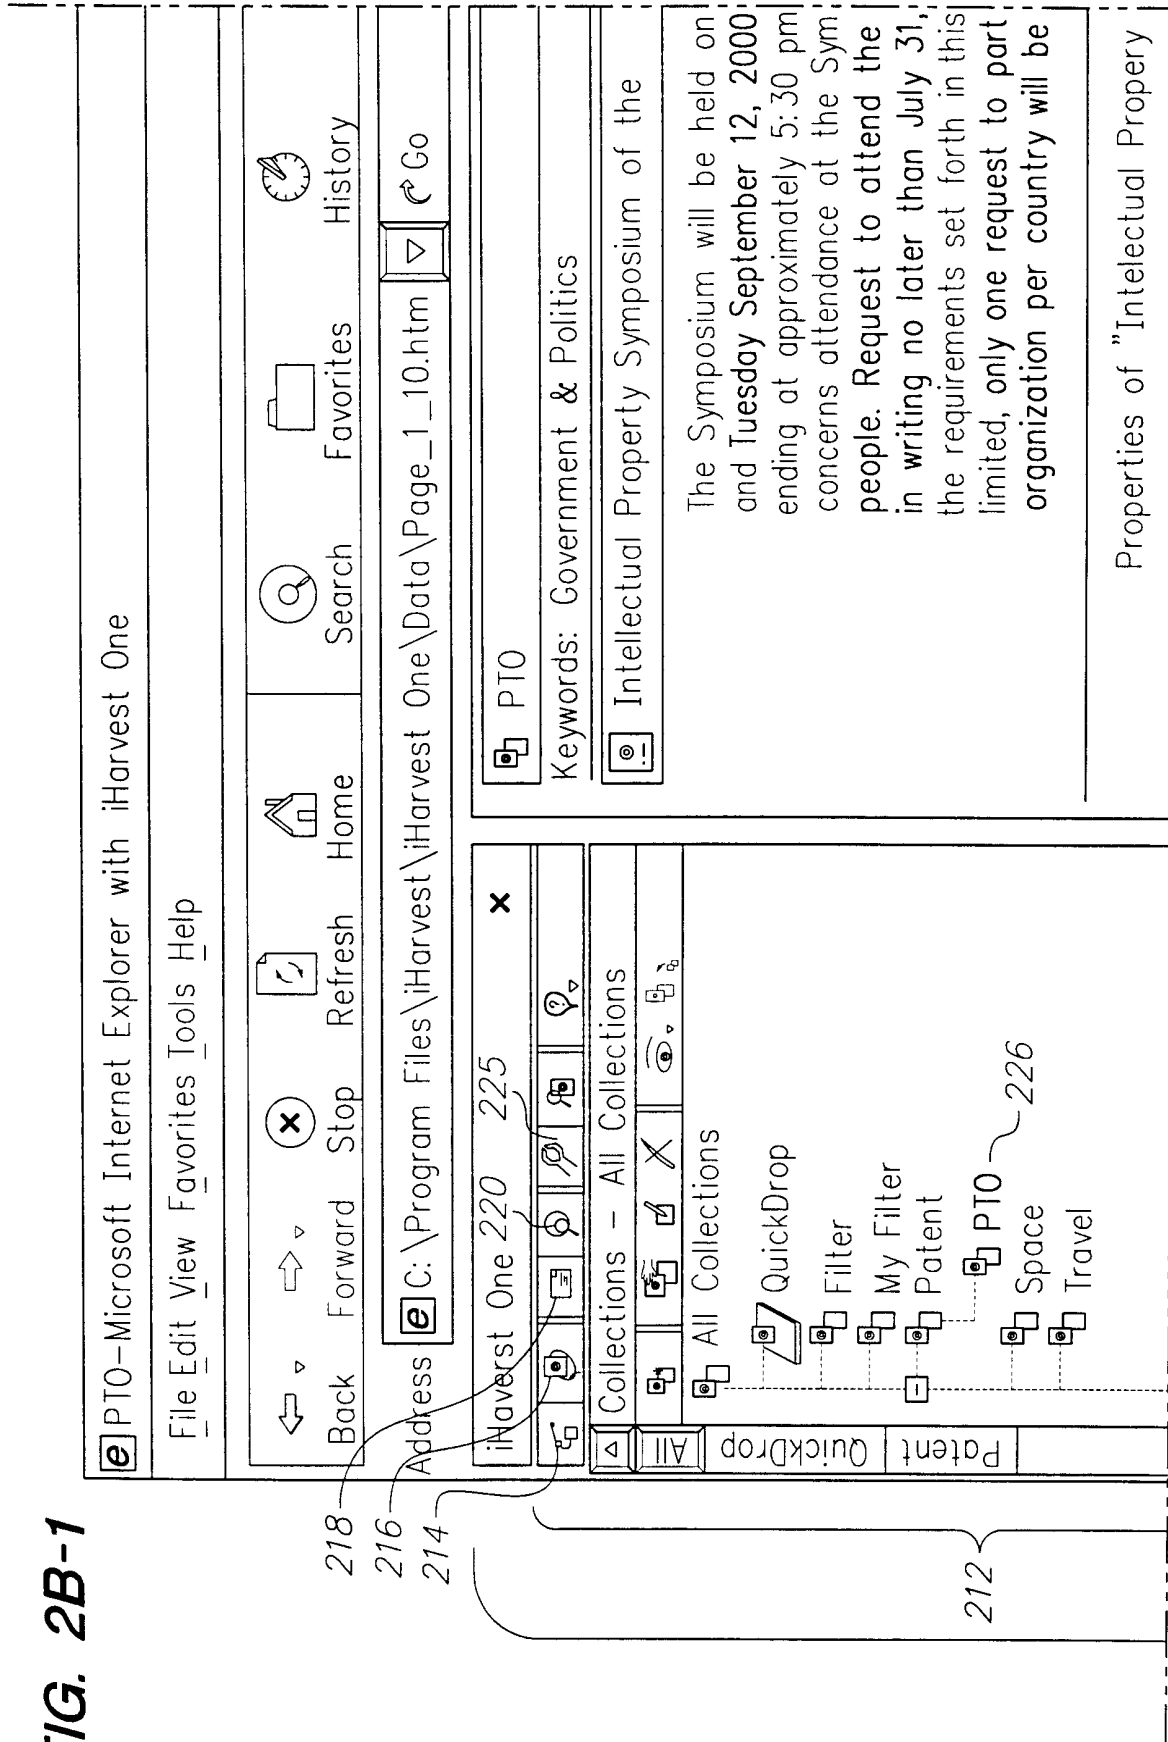 FIG. 2B-1
PTO-Microsoft Internet Explorer with iHarvest One
File Edit View Favorites Tools Help
Back Forward Stop Refresh Home Search Favorites History
Address C:\Program Files\iHarvest\iHarvest One\Data\Page_1_10.htm Go
218
216
214
iHaverst One 220 225
Collections - All Collections
All
QuickDrop
Patent
All Collections
QuickDrop
Filter
My Filter
Patent
PTO 226
Space
Travel
212
PTO
Keywords: Government & Politics
Intellectual Property Symposium of the
The Symposium will be held on
and Tuesday September 12, 2000
ending at approximately 5:30 pm
concerns attendance at the Sym
people. Request to attend the
in writing no later than July 31,
the requirements set forth in this
limited, only one request to part
organization per country will be
Properties of "Intelectual Propery